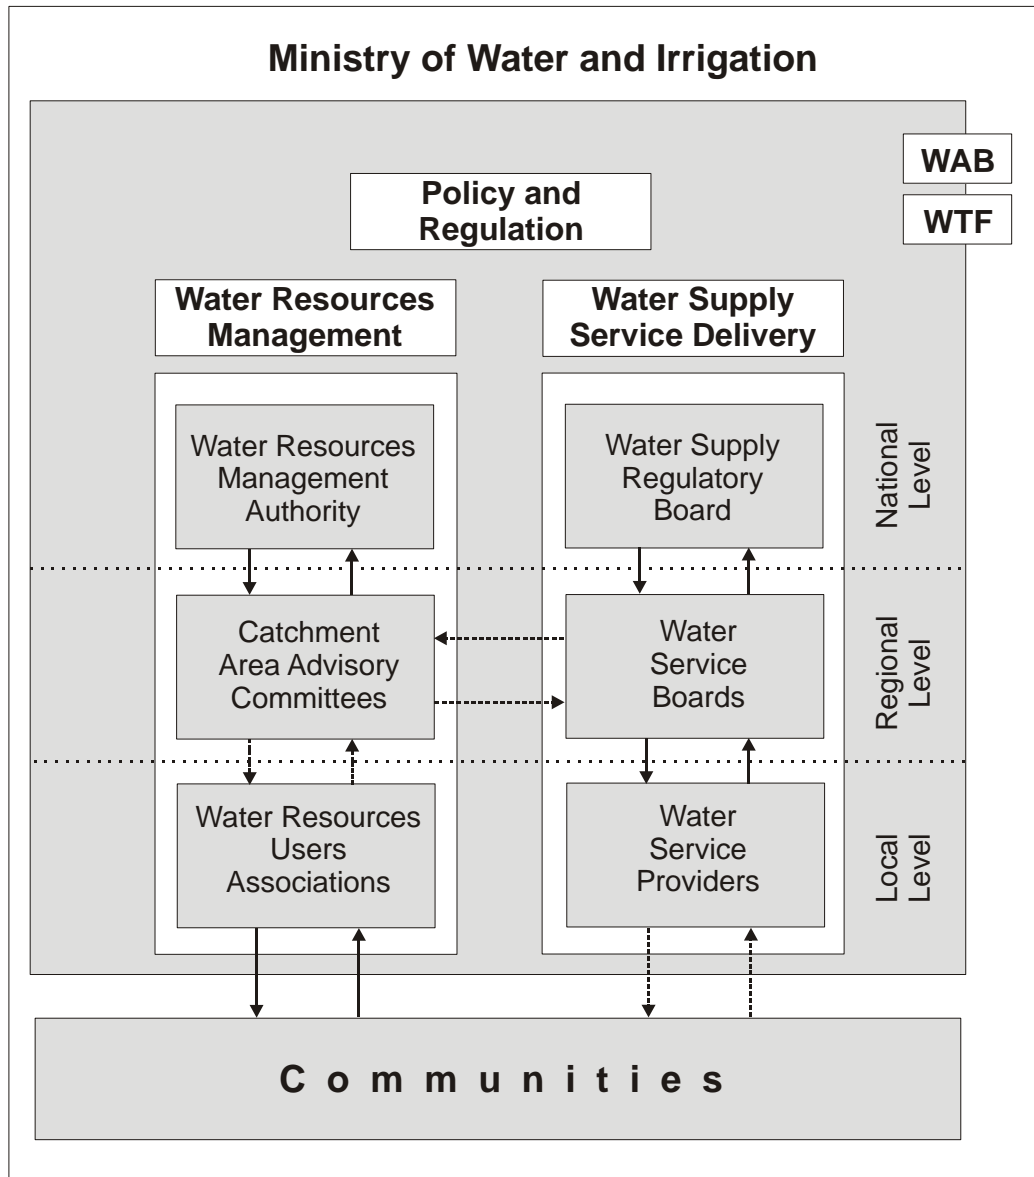 Ministry of Water and Irrigation
WAB
WTF
Policy and
Regulation
Water Resources
Management
Water Supply
Service Delivery
Water Resources
Management
Authority
Water Supply
Regulatory
Board
National
Level
Catchment
Area Advisory
Committees
Water
Service
Boards
Regional
Level
Water Resources
Users
Associations
Water
Service
Providers
Local
Level
Communities